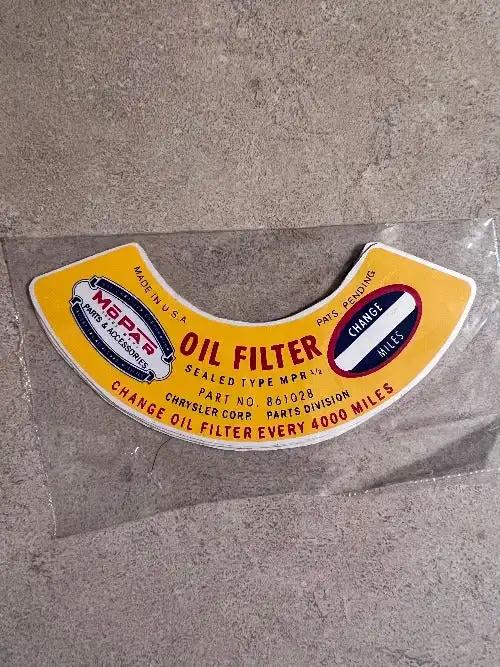 MADE IN U.S.A
PATS. PENDING
MoPAR
PARTS & ACCESSORIES
OIL FILTER
SEALED TYPE MPR 1/2
PART NO. 861028
CHRYSLER CORP. PARTS DIVISION
CHANGE OIL FILTER EVERY 4000 MILES
CHANGE
MILES